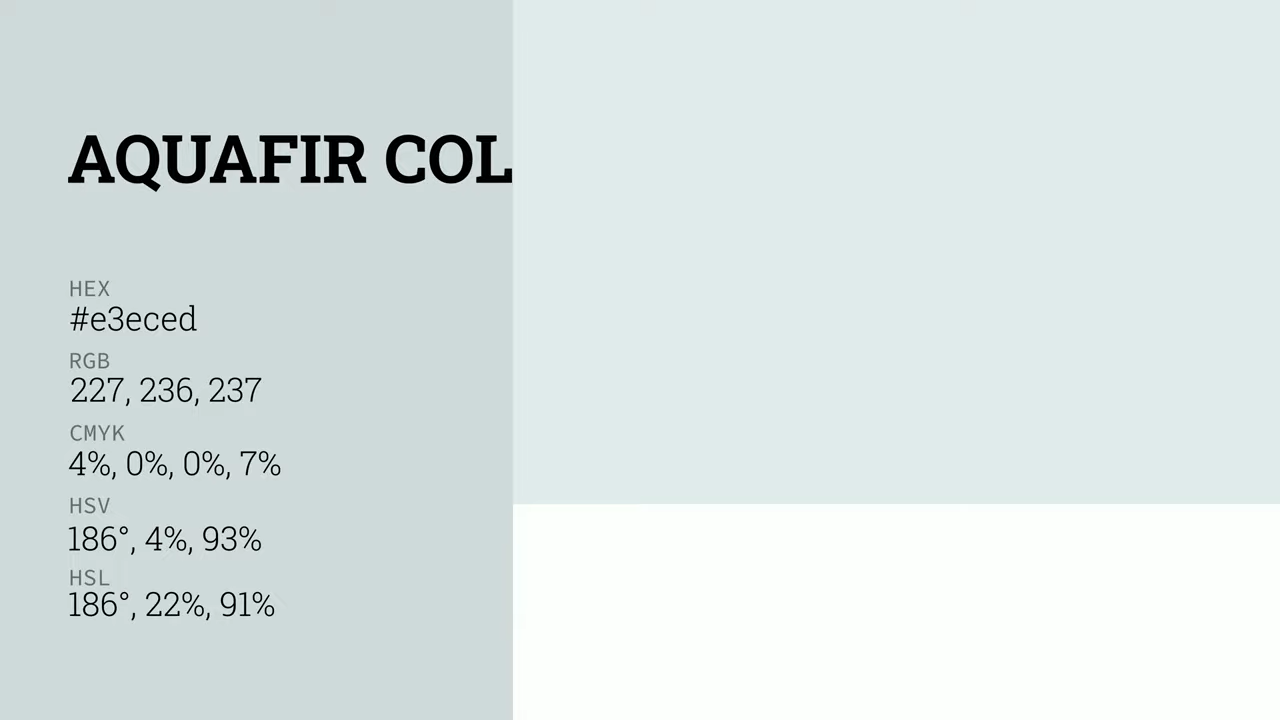 AQUAFIR COL
HEX
#e3eced
RGB
227, 236, 237
CMYK
4%, 0%, 0%, 7%
HSV
186°, 4%, 93%
HSL
186°, 22%, 91%